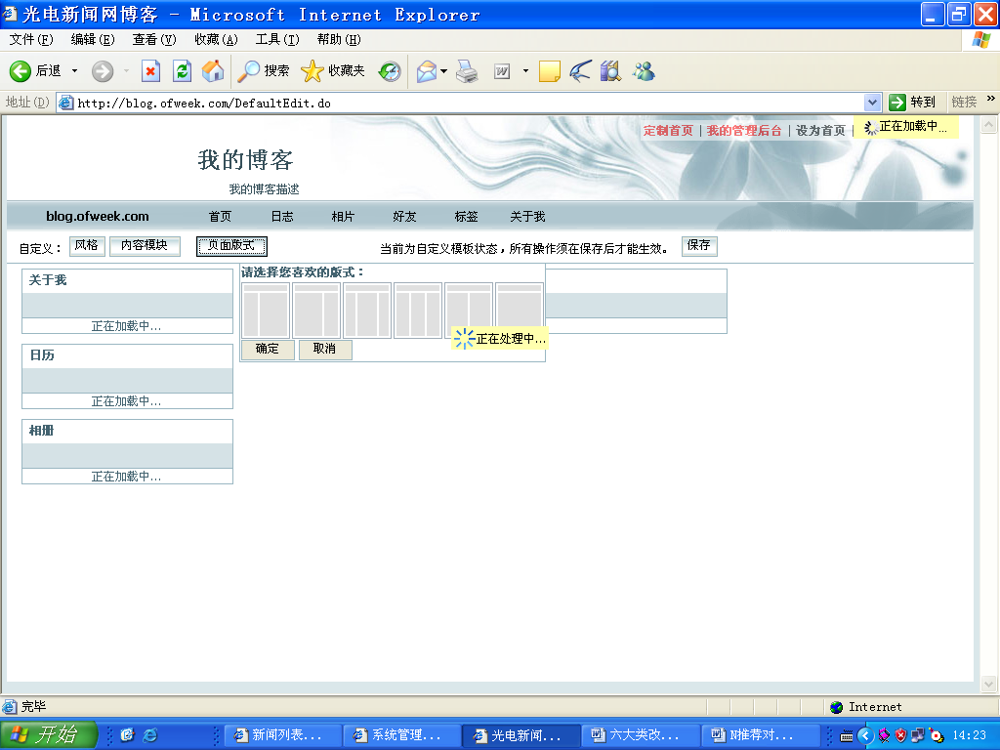 光电新闻网博客 - Microsoft Internet Explorer
文件(F) 编辑(E) 查看(V) 收藏(A) 工具(T) 帮助(H)
后退 搜索 收藏夹
地址(D) http://blog.ofweek.com/DefaultEdit.do 转到 链接 »
定制首页 | 我的管理后台 | 设为首页 | 正在加载中...
我的博客
我的博客描述
blog.ofweek.com 首页 日志 相片 好友 标签 关于我
自定义： 风格 内容模块 页面版式 当前为自定义模板状态，所有操作须在保存后才能生效。 保存
关于我
正在加载中...
日历
正在加载中...
相册
正在加载中...
请选择您喜欢的版式：
正在处理中...
确定 取消
完毕 Internet
开始 新闻列表... 系统管理... 光电新闻... 六大类改... N推荐对... 14:23